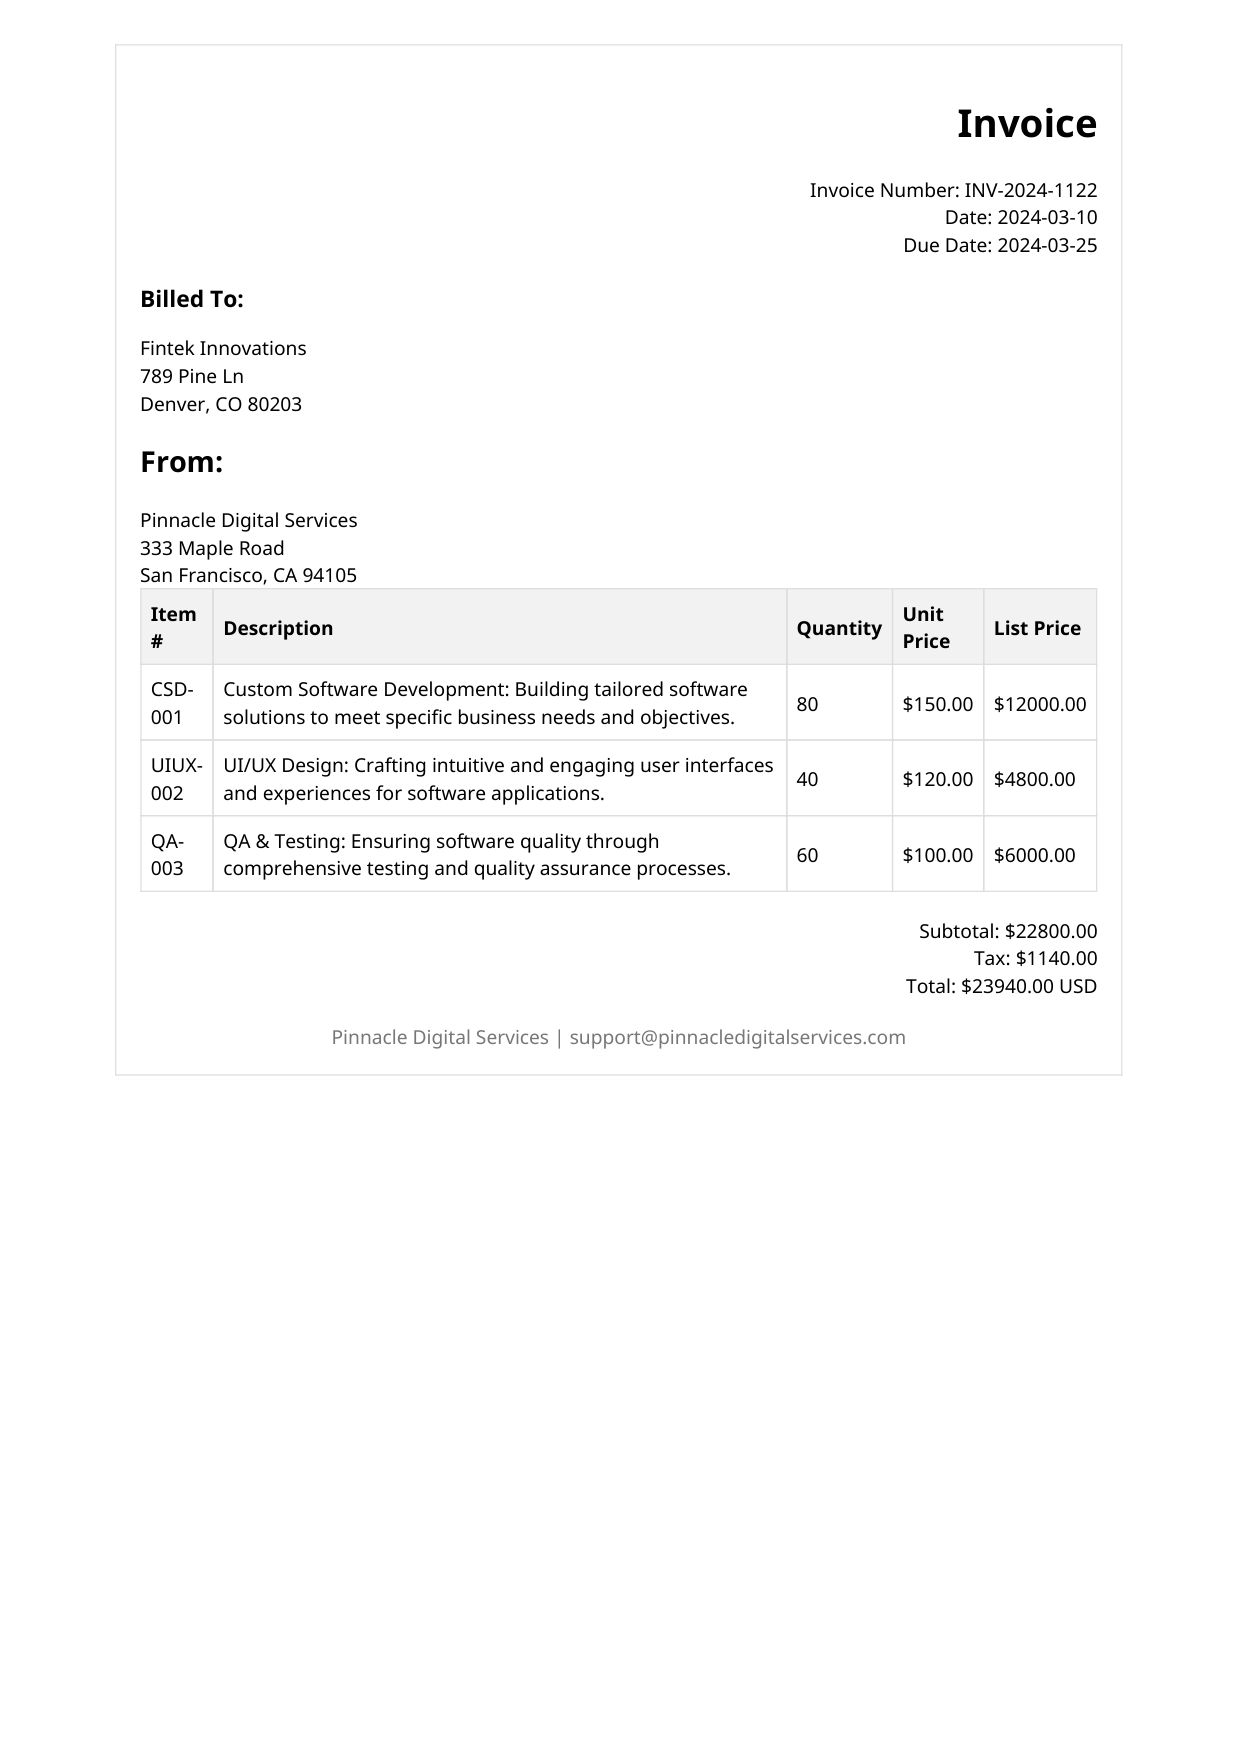 Invoice
Invoice Number: INV-2024-1122
Date: 2024-03-10
Due Date: 2024-03-25
Billed To:
Fintek Innovations
789 Pine Ln
Denver, CO 80203
From:
Pinnacle Digital Services
333 Maple Road
San Francisco, CA 94105
Item # Description Quantity Unit Price List Price
CSD-001 Custom Software Development: Building tailored software solutions to meet specific business needs and objectives. 80 $150.00 $12000.00
UIUX-002 UI/UX Design: Crafting intuitive and engaging user interfaces and experiences for software applications. 40 $120.00 $4800.00
QA-003 QA & Testing: Ensuring software quality through comprehensive testing and quality assurance processes. 60 $100.00 $6000.00
Subtotal: $22800.00
Tax: $1140.00
Total: $23940.00 USD
Pinnacle Digital Services | support@pinnacledigitalservices.com